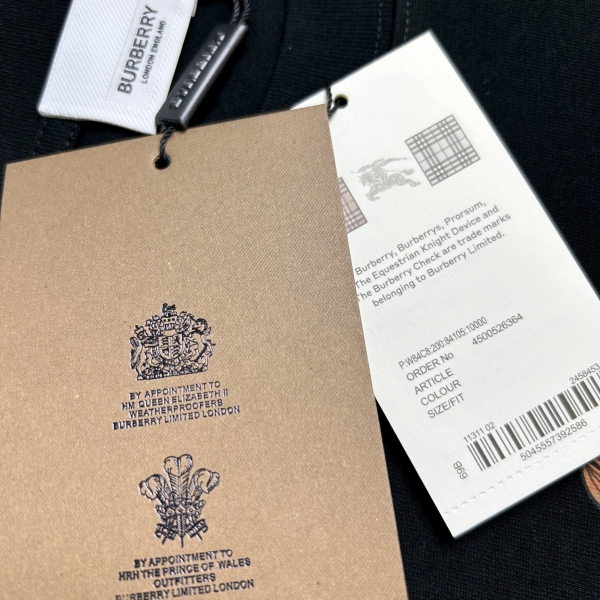 BURBERRY
LONDON ENGLAND
BURBERRY
BY APPOINTMENT TO
HM QUEEN ELIZABETH II
WEATHERPROOFERS
BURBERRY LIMITED LONDON
BY APPOINTMENT TO
HRH THE PRINCE OF WALES
OUTFITTERS
BURBERRY LIMITED LONDON
Burberry, Burberrys, Prorsum,
The Equestrian Knight Device and
The Burberry Check are trade marks
belonging to Burberry Limited.
P:W84C8:200:84105:10000
ORDER No 4500526364
ARTICLE
COLOUR
SIZE/FIT
2458453
69B
11311 02
5045557392586